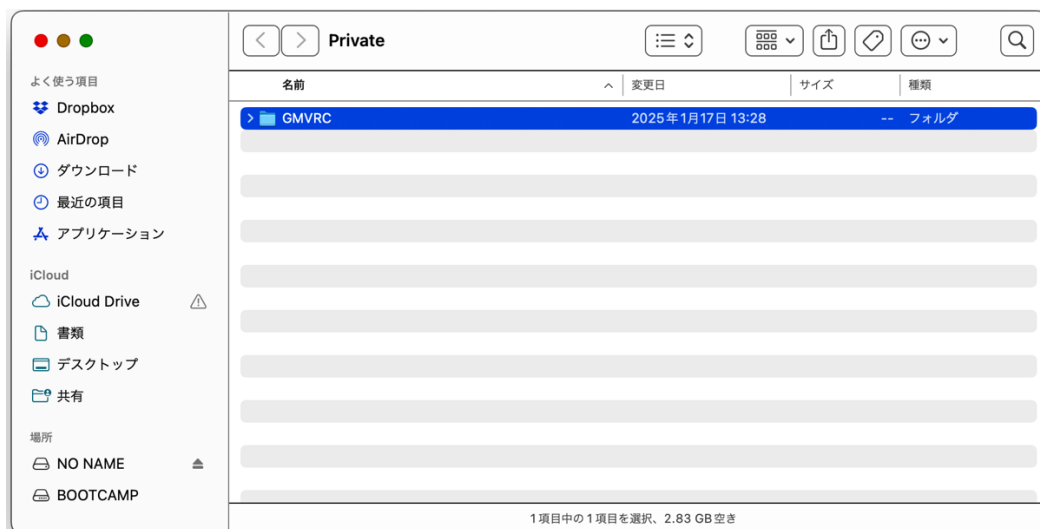 Private
よく使う項目
Dropbox
AirDrop
ダウンロード
最近の項目
アプリケーション
iCloud
iCloud Drive
書類
デスクトップ
共有
場所
NO NAME
BOOTCAMP
名前 変更日 サイズ 種類
GMVRC 2025年1月17日 13:28 -- フォルダ
1項目中の1項目を選択、2.83 GB空き